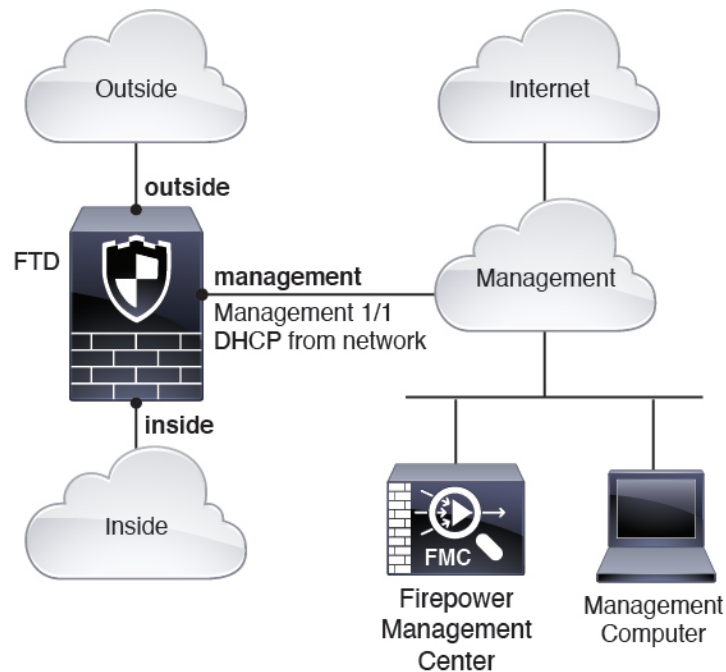 Outside
Internet
outside
FTD
management
Management 1/1
DHCP from network
Management
inside
Inside
FMC
Firepower
Management
Center
Management
Computer